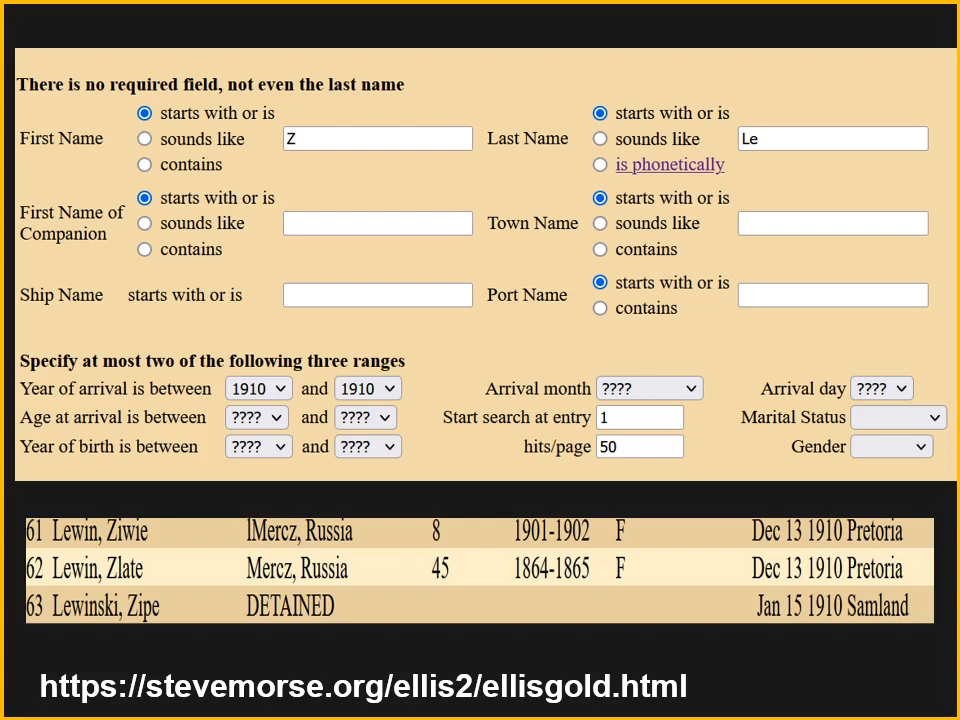 There is no required field, not even the last name
starts with or is starts with or is
First Name sounds like Z Last Name sounds like Le
contains is phonetically
starts with or is starts with or is
First Name of Companion sounds like Town Name sounds like
contains contains
Ship Name starts with or is Port Name starts with or is
contains
Specify at most two of the following three ranges
Year of arrival is between 1910 and 1910 Arrival month ???? Arrival day ????
Age at arrival is between ???? and ???? Start search at entry 1 Marital Status
Year of birth is between ???? and ???? hits/page 50 Gender
61 Lewin, Ziwie lMercz, Russia 8 1901-1902 F Dec 13 1910 Pretoria
62 Lewin, Zlate Mercz, Russia 45 1864-1865 F Dec 13 1910 Pretoria
63 Lewinski, Zipe DETAINED Jan 15 1910 Samland
https://stevemorse.org/ellis2/ellisgold.html